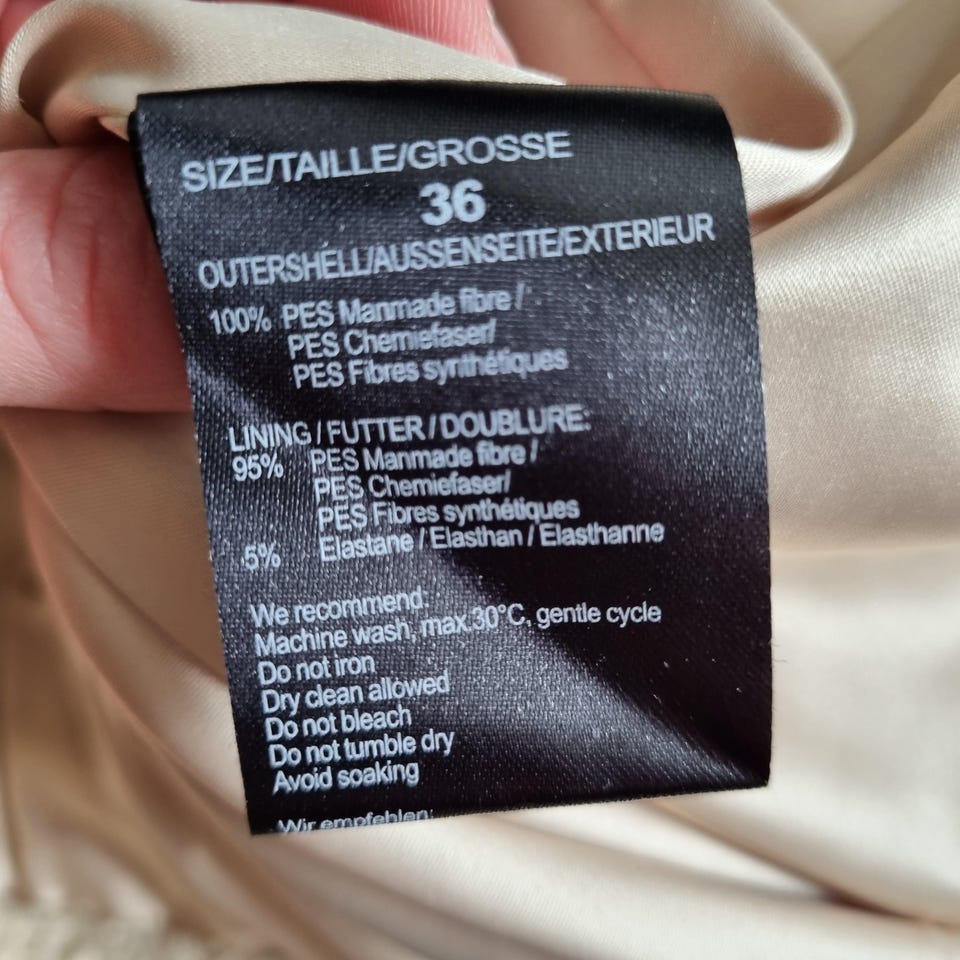 SIZE/TAILLE/GROSSE
36
OUTERSHELL/AUSSENSEITE/EXTERIEUR
100% PES Manmade fibre /
PES Chemiefaser/
PES Fibres synthétiques
LINING / FUTTER / DOUBLURE:
95% PES Manmade fibre /
PES Chemiefaser/
PES Fibres synthétiques
5% Elastane / Elasthan / Elasthanne
We recommend:
Machine wash, max.30°C, gentle cycle
Do not iron
Dry clean allowed
Do not bleach
Do not tumble dry
Avoid soaking
Wir empfehlen: